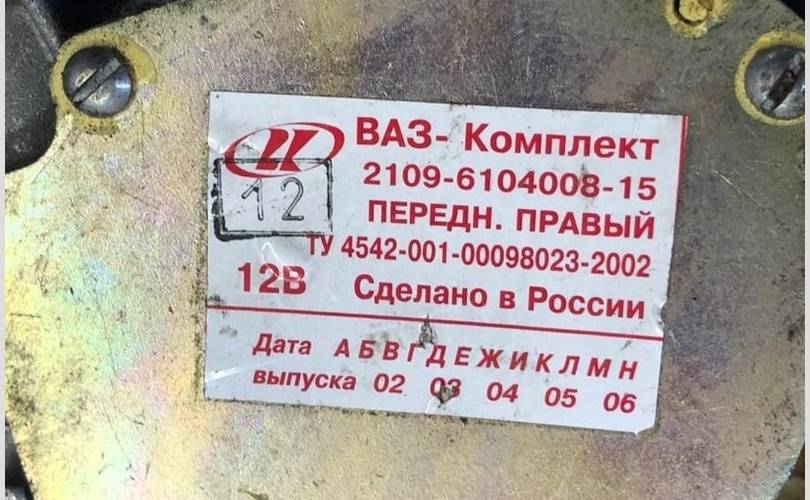 ВАЗ- Комплект
2109-6104008-15
12
ПЕРЕДН. ПРАВЫЙ
ТУ 4542-001-00098023-2002
12В Сделано в России
Дата А Б В Г Д Е Ж И К Л М Н
выпуска 02 03 04 05 06